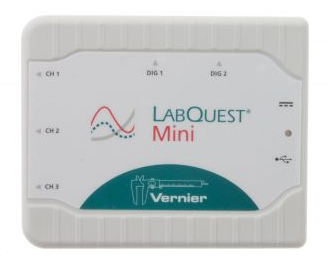 DIG 1
DIG 2
CH 1
LABQUEST®
Mini
CH 2
CH 3
Vernier